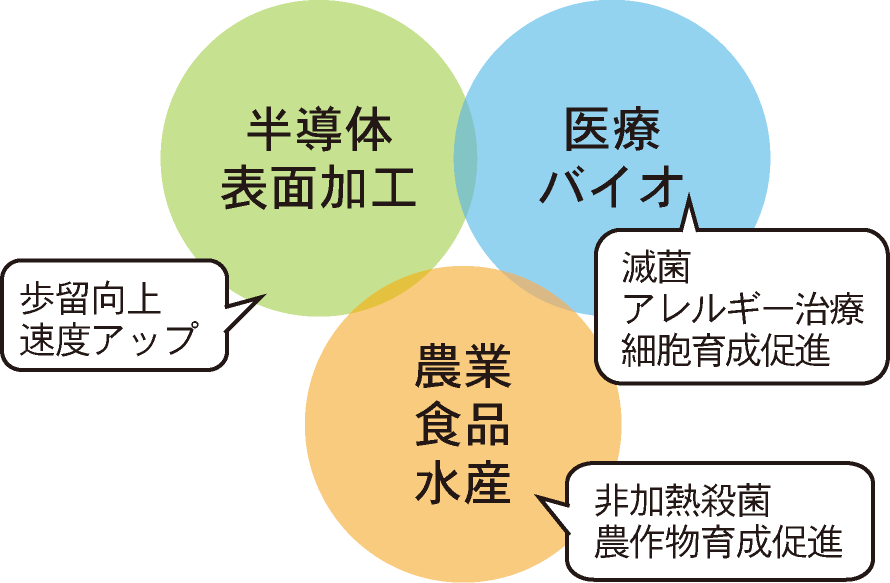 半導体
表面加工
医療
バイオ
歩留向上
速度アップ
滅菌
アレルギー治療
細胞育成促進
農業
食品
水産
非加熱殺菌
農作物育成促進